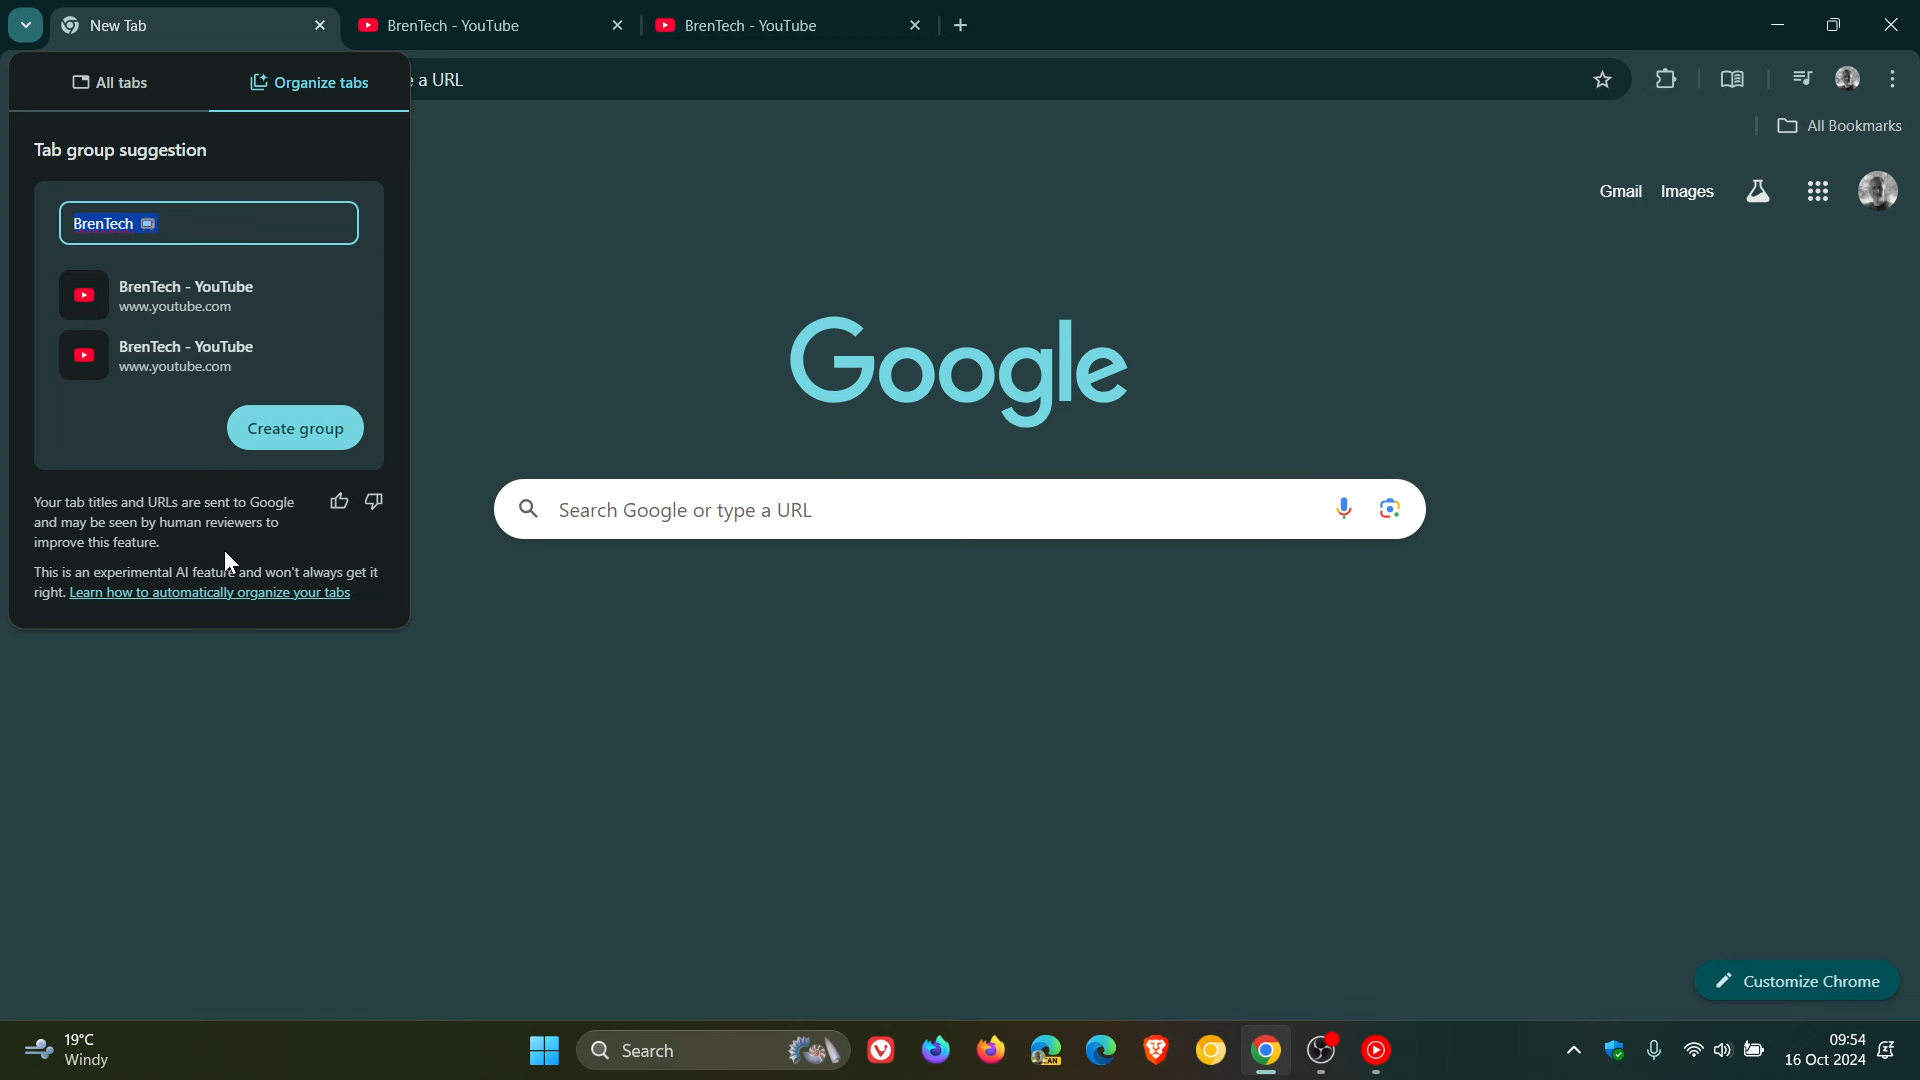 New Tab
BrenTech - YouTube
BrenTech - YouTube
All tabs
Organize tabs
a URL
All Bookmarks
Tab group suggestion
Gmail
Images
BrenTech
BrenTech - YouTube
www.youtube.com
BrenTech - YouTube
www.youtube.com
Create group
Google
Search Google or type a URL
Your tab titles and URLs are sent to Google
and may be seen by human reviewers to
improve this feature.
This is an experimental AI feature and won't always get it
right. Learn how to automatically organize your tabs
Customize Chrome
19°C
Windy
Search
CAN
09:54
16 Oct 2024